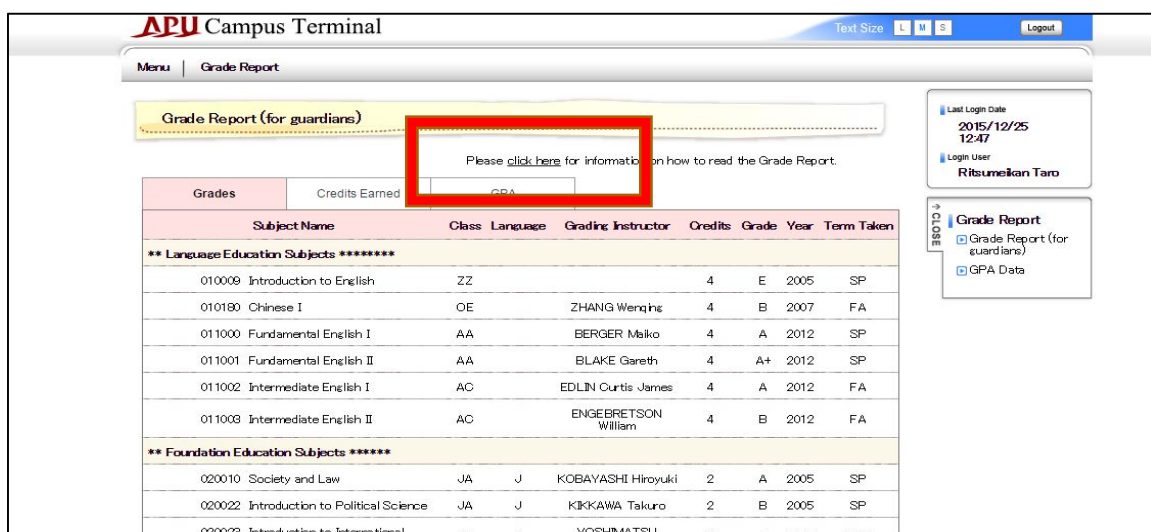 APU Campus Terminal
Text Size L M S Logout
Menu | Grade Report
Grade Report (for guardians)
Please click here for information on how to read the Grade Report.
Grades Credits Earned GPA
Subject Name Class Language Grading Instructor Credits Grade Year Term Taken
** Language Education Subjects ********
010009 Introduction to English ZZ 4 E 2005 SP
010180 Chinese I OE ZHANG Wenqing 4 B 2007 FA
011000 Fundamental English I AA BERGER Maiko 4 A 2012 SP
011001 Fundamental English Ⅱ AA BLAKE Gareth 4 A+ 2012 SP
011002 Intermediate English I AC EDLIN Curtis James 4 A 2012 FA
011003 Intermediate English Ⅱ AC ENGEBRETSON William 4 B 2012 FA
** Foundation Education Subjects ******
020010 Society and Law JA J KOBAYASHI Hiroyuki 2 A 2005 SP
020022 Introduction to Political Science JA J KIKKAWA Takuro 2 B 2005 SP
020023 Introduction to International YOSHIMATSU
Last Login Date
2015/12/25
12:47
Login User
Ritsumeikan Taro
CLOSE
Grade Report
Grade Report (for
guardians)
GPA Data